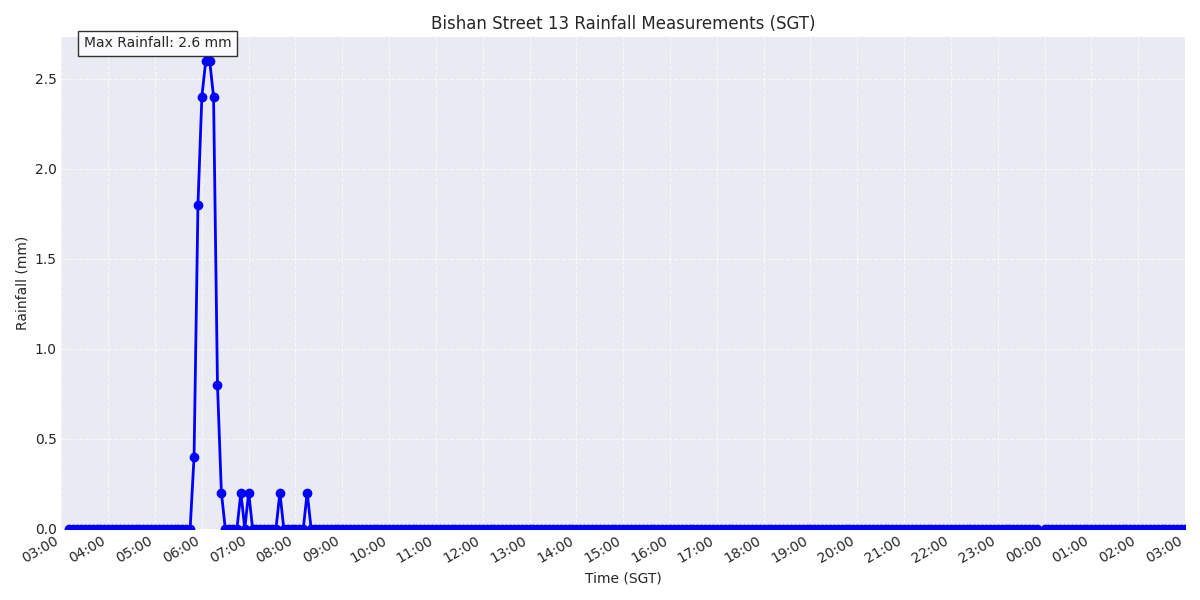 Bishan Street 13 Rainfall Measurements (SGT)
Max Rainfall: 2.6 mm
2.5
2.0
1.5
1.0
0.5
0.0
Rainfall (mm)
03:00 04:00 05:00 06:00 07:00 08:00 09:00 10:00 11:00 12:00 13:00 14:00 15:00 16:00 17:00 18:00 19:00 20:00 21:00 22:00 23:00 00:00 01:00 02:00 03:00
Time (SGT)